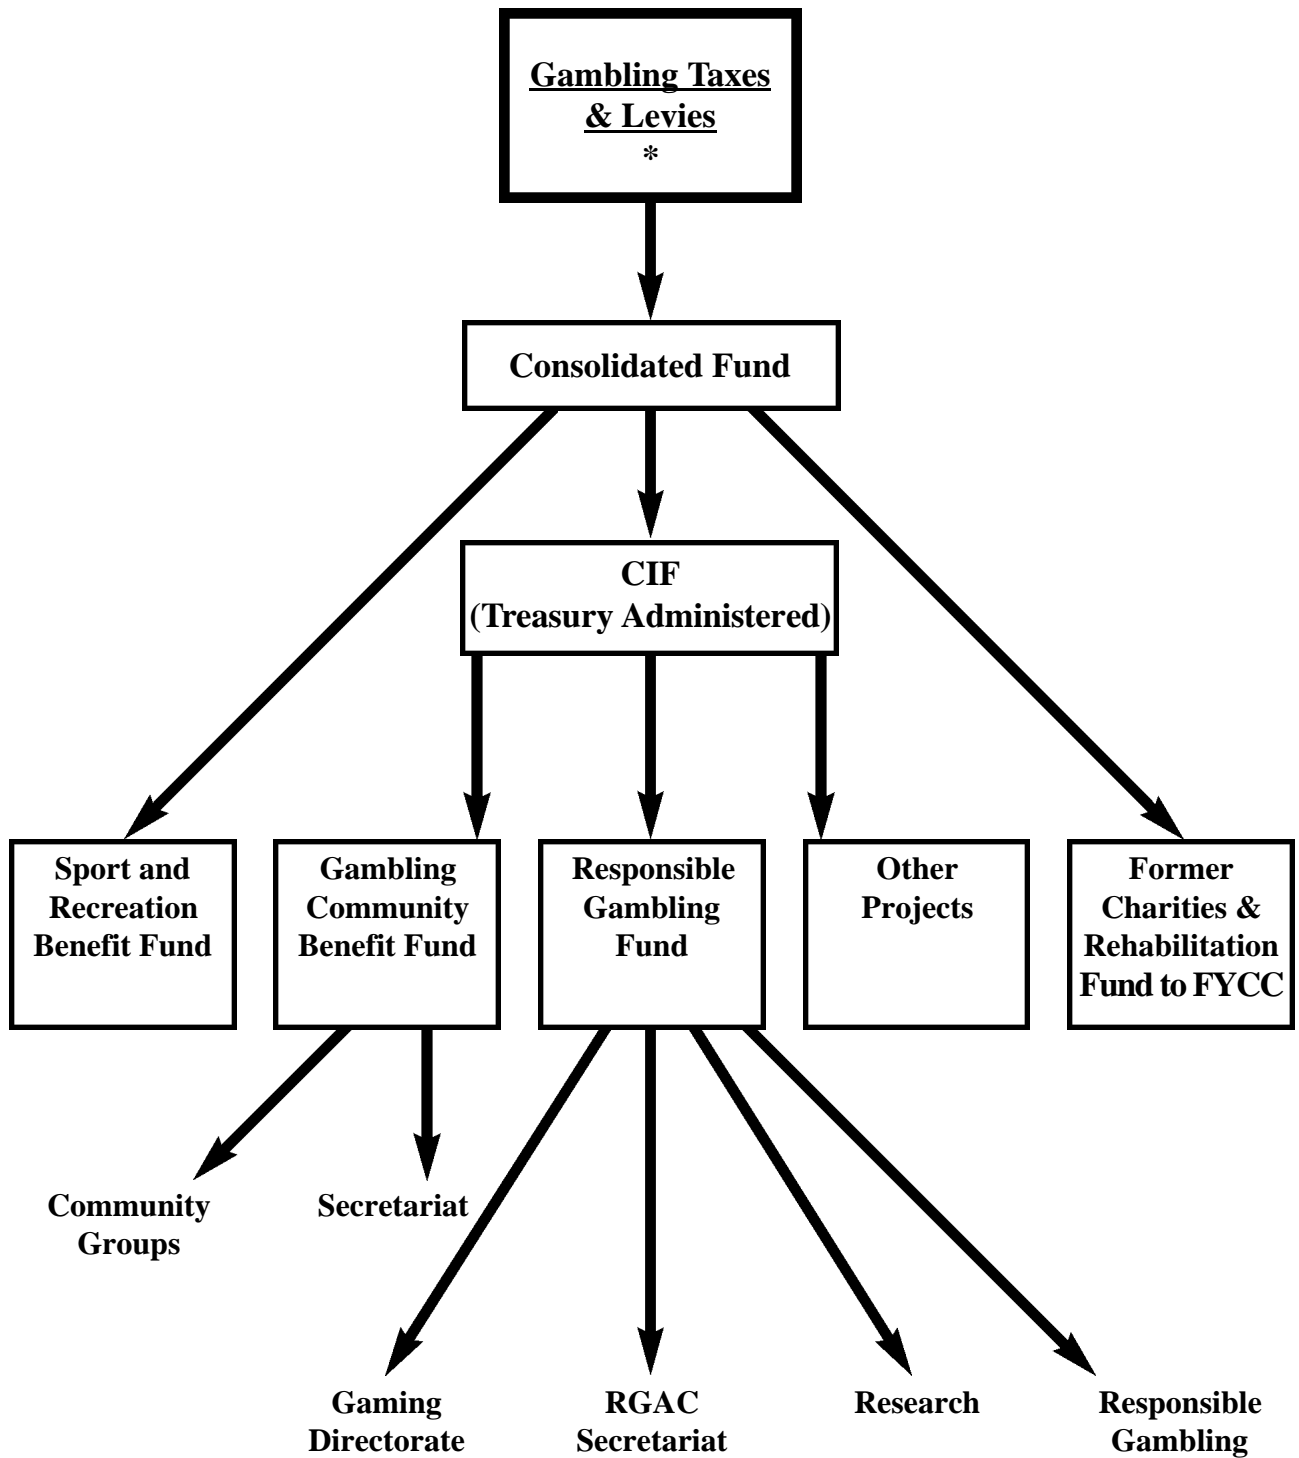 Gambling Taxes
& Levies
*
Consolidated Fund
CIF
(Treasury Administered)
Sport and
Recreation
Benefit Fund
Gambling
Community
Benefit Fund
Responsible
Gambling
Fund
Other
Projects
Former
Charities &
Rehabilitation
Fund to FYCC
Community
Groups
Secretariat
Gaming
Directorate
RGAC
Secretariat
Research
Responsible
Gambling